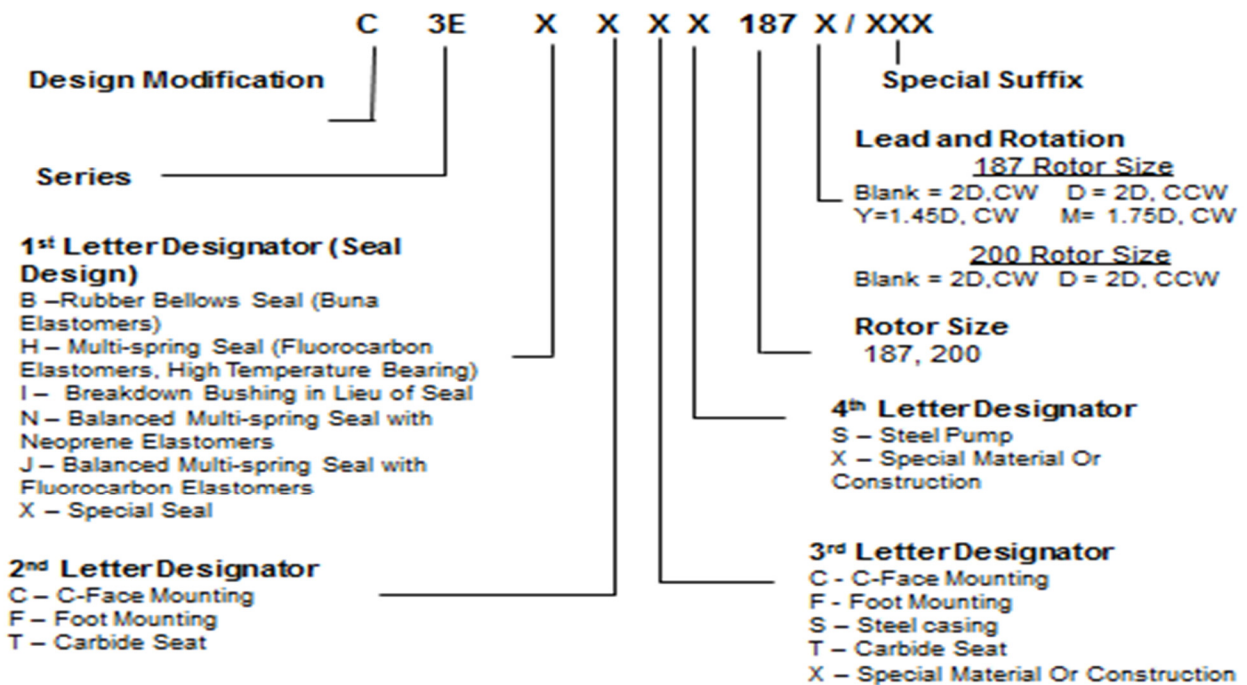 C 3E X X X X 187 X / XXX
Design Modification
Series
1st Letter Designator (Seal
Design)
B –Rubber Bellows Seal (Buna
Elastomers)
H – Multi-spring Seal (Fluorocarbon
Elastomers, High Temperature Bearing)
I – Breakdown Bushing in Lieu of Seal
N – Balanced Multi-spring Seal with
Neoprene Elastomers
J – Balanced Multi-spring Seal with
Fluorocarbon Elastomers
X – Special Seal
2nd Letter Designator
C – C-Face Mounting
F – Foot Mounting
T – Carbide Seat
Special Suffix
Lead and Rotation
187 Rotor Size
Blank = 2D,CW D = 2D, CCW
Y=1.45D, CW M= 1.75D, CW
200 Rotor Size
Blank = 2D,CW D = 2D, CCW
Rotor Size
187, 200
4th Letter Designator
S – Steel Pump
X – Special Material Or
Construction
3rd Letter Designator
C - C-Face Mounting
F - Foot Mounting
S – Steel casing
T – Carbide Seat
X – Special Material Or Construction